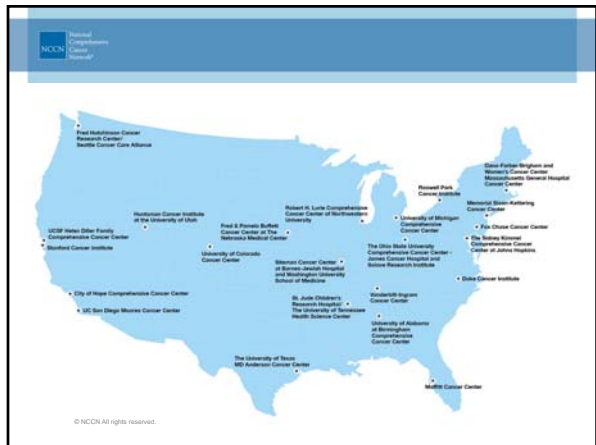 NCCN
National
Comprehensive
Cancer
Network®
Fred Hutchinson Cancer
Research Center/
Seattle Cancer Care Alliance
UCSF Helen Diller Family
Comprehensive Cancer Center
Stanford Cancer Institute
Huntsman Cancer Institute
at the University of Utah
City of Hope Comprehensive Cancer Center
UC San Diego Moores Cancer Center
University of Colorado
Cancer Center
Fred & Pamela Buffett
Cancer Center at The
Nebraska Medical Center
Robert H. Lurie Comprehensive
Cancer Center of Northwestern
University
Siteman Cancer Center
at Barnes-Jewish Hospital
and Washington University
School of Medicine
St. Jude Children's
Research Hospital/
The University of Tennessee
Health Science Center
The University of Texas
MD Anderson Cancer Center
University of Michigan
Comprehensive
Cancer Center
The Ohio State University
Comprehensive Cancer Center -
James Cancer Hospital and
Solove Research Institute
Vanderbilt-Ingram
Cancer Center
University of Alabama
at Birmingham
Comprehensive
Cancer Center
Roswell Park
Cancer Institute
Dana-Farber/Brigham and
Women's Cancer Center
Massachusetts General Hospital
Cancer Center
Memorial Sloan-Kettering
Cancer Center
Fox Chase Cancer Center
The Sidney Kimmel
Comprehensive Cancer
Center at Johns Hopkins
Duke Cancer Institute
Moffitt Cancer Center
© NCCN All rights reserved.